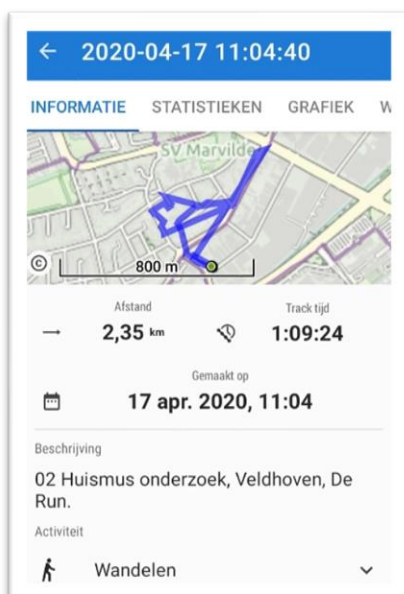 ← 2020-04-17 11:04:40
INFORMATIE STATISTIEKEN GRAFIEK W
SV Marvilde
© 800 m
Afstand Track tijd
→ 2,35 km 1:09:24
Gemaakt op
17 apr. 2020, 11:04
Beschrijving
02 Huismus onderzoek, Veldhoven, De
Run.
Activiteit
Wandelen